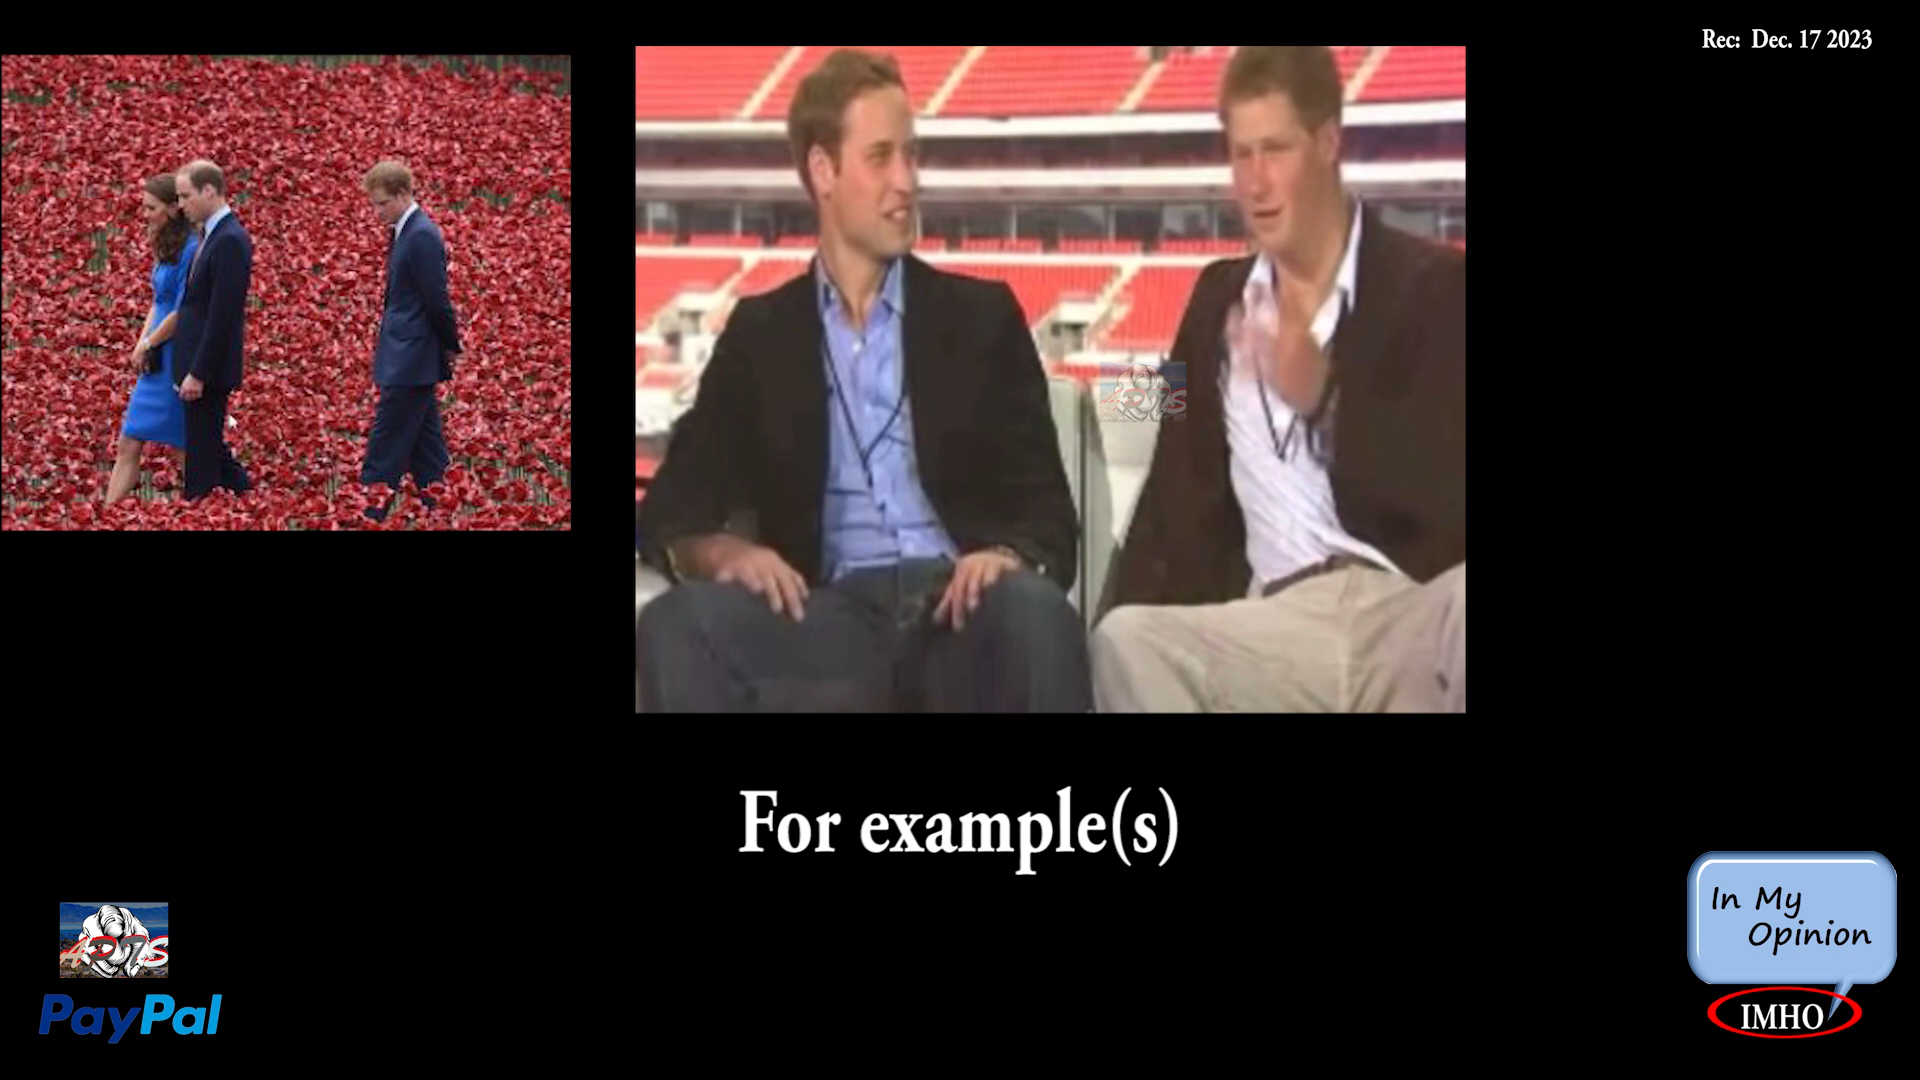 Rec: Dec. 17 2023
For example(s)
In My
Opinion
IMHO
PayPal